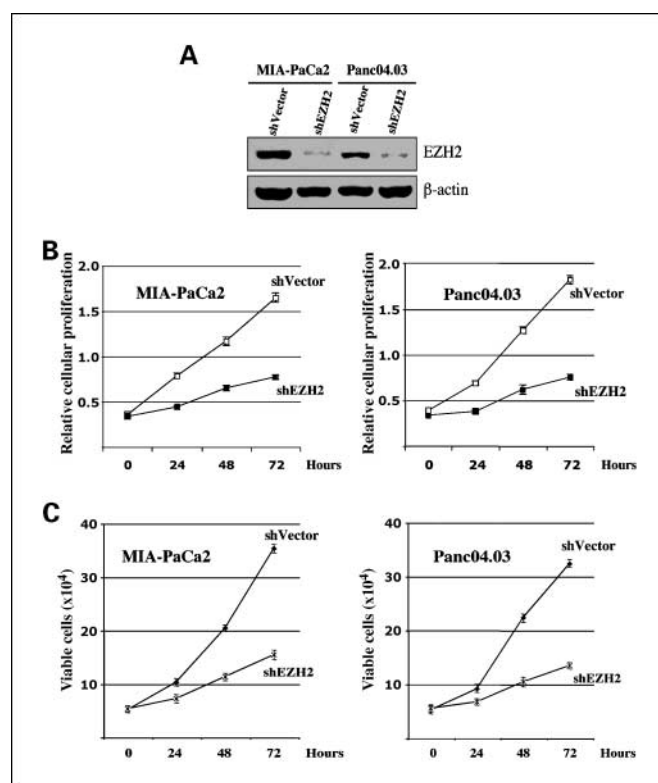 A
MIA-PaCa2 Panc04.03
shVector shEZH2 shVector shEZH2
EZH2
β-actin
B
Relative cellular proliferation
2.0
1.5
1.0
0.5
MIA-PaCa2
shVector
shEZH2
0 24 48 72 Hours
Relative cellular proliferation
2.0
1.5
1.0
0.5
Panc04.03
shVector
shEZH2
0 24 48 72 Hours
C
Viable cells (x10⁴)
40
30
20
10
MIA-PaCa2
shVector
shEZH2
0 24 48 72 Hours
Viable cells (x10⁴)
40
30
20
10
Panc04.03
shVector
shEZH2
0 24 48 72 Hours